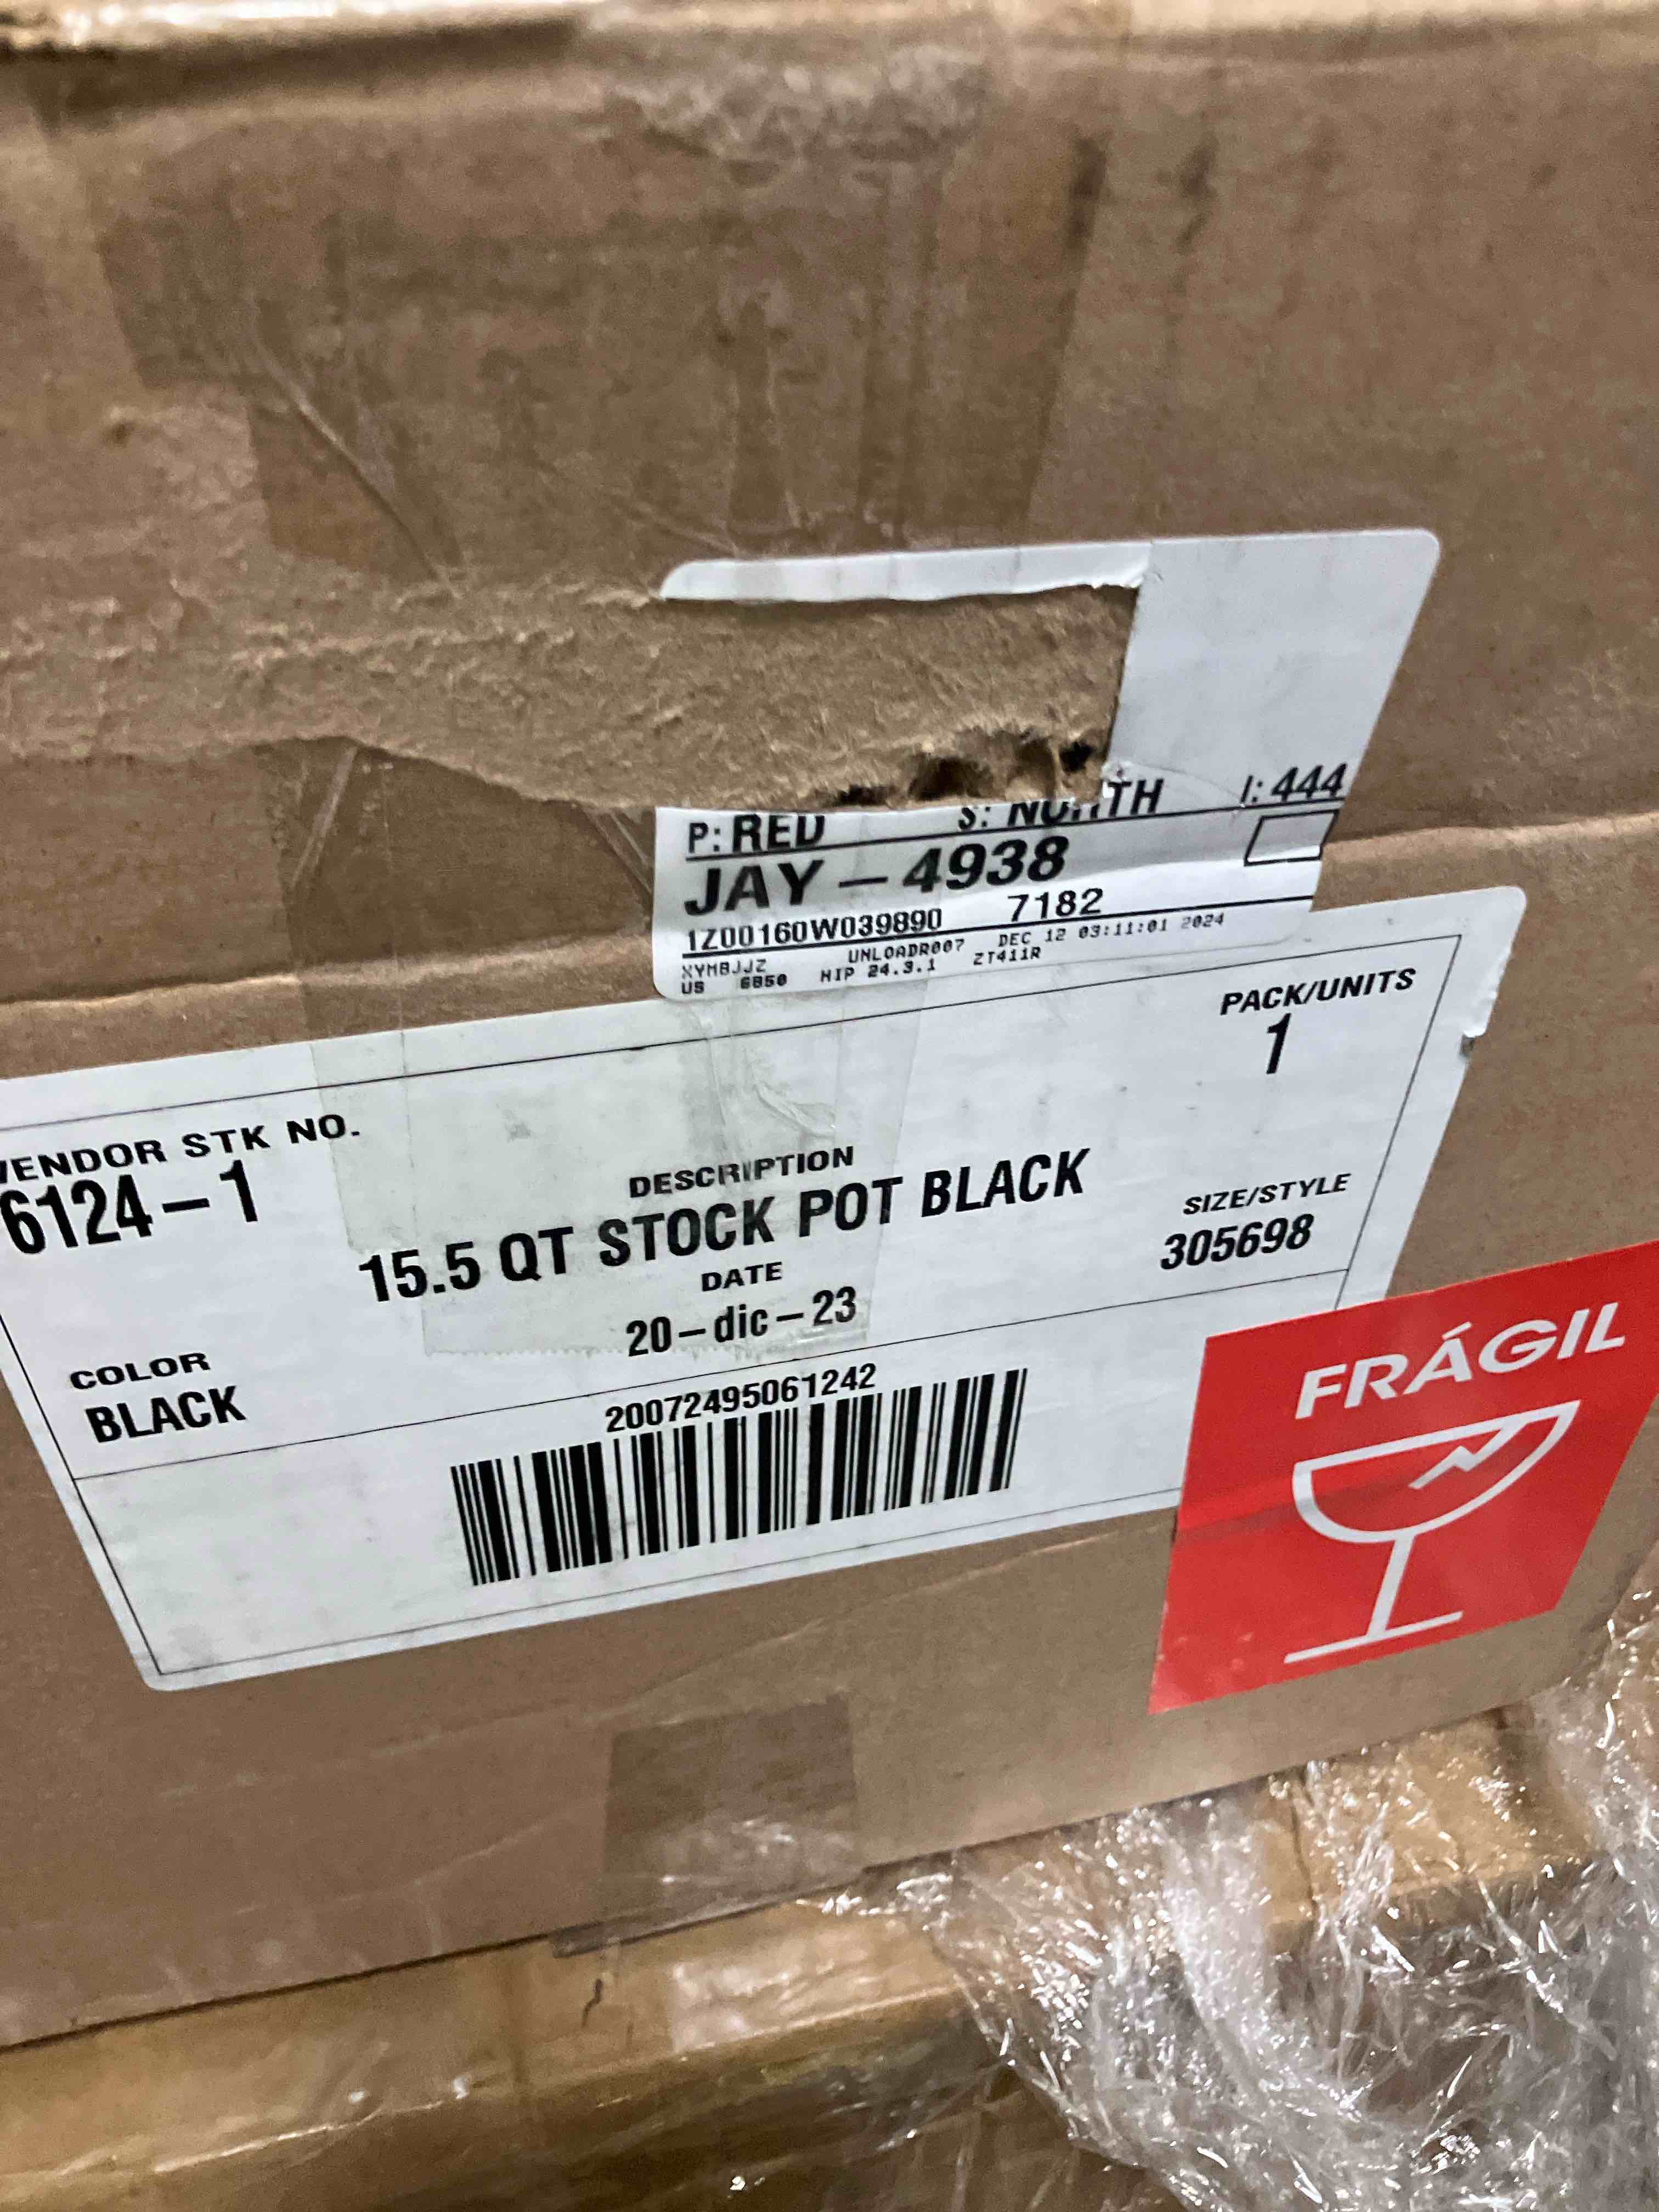 P: RED S: NORTH I: 444
JAY-4938
1Z00160W039890 7182
XYMBJJZ UNLOADR007 DEC 12 03:11:01 2024
US 6850 HIP 24.3.1 ZT411R
PACK/UNITS
1
VENDOR STK NO.
6124-1
DESCRIPTION
15.5 QT STOCK POT BLACK
SIZE/STYLE
305698
DATE
20-dic-23
COLOR
BLACK
20072495061242
FRÁGIL